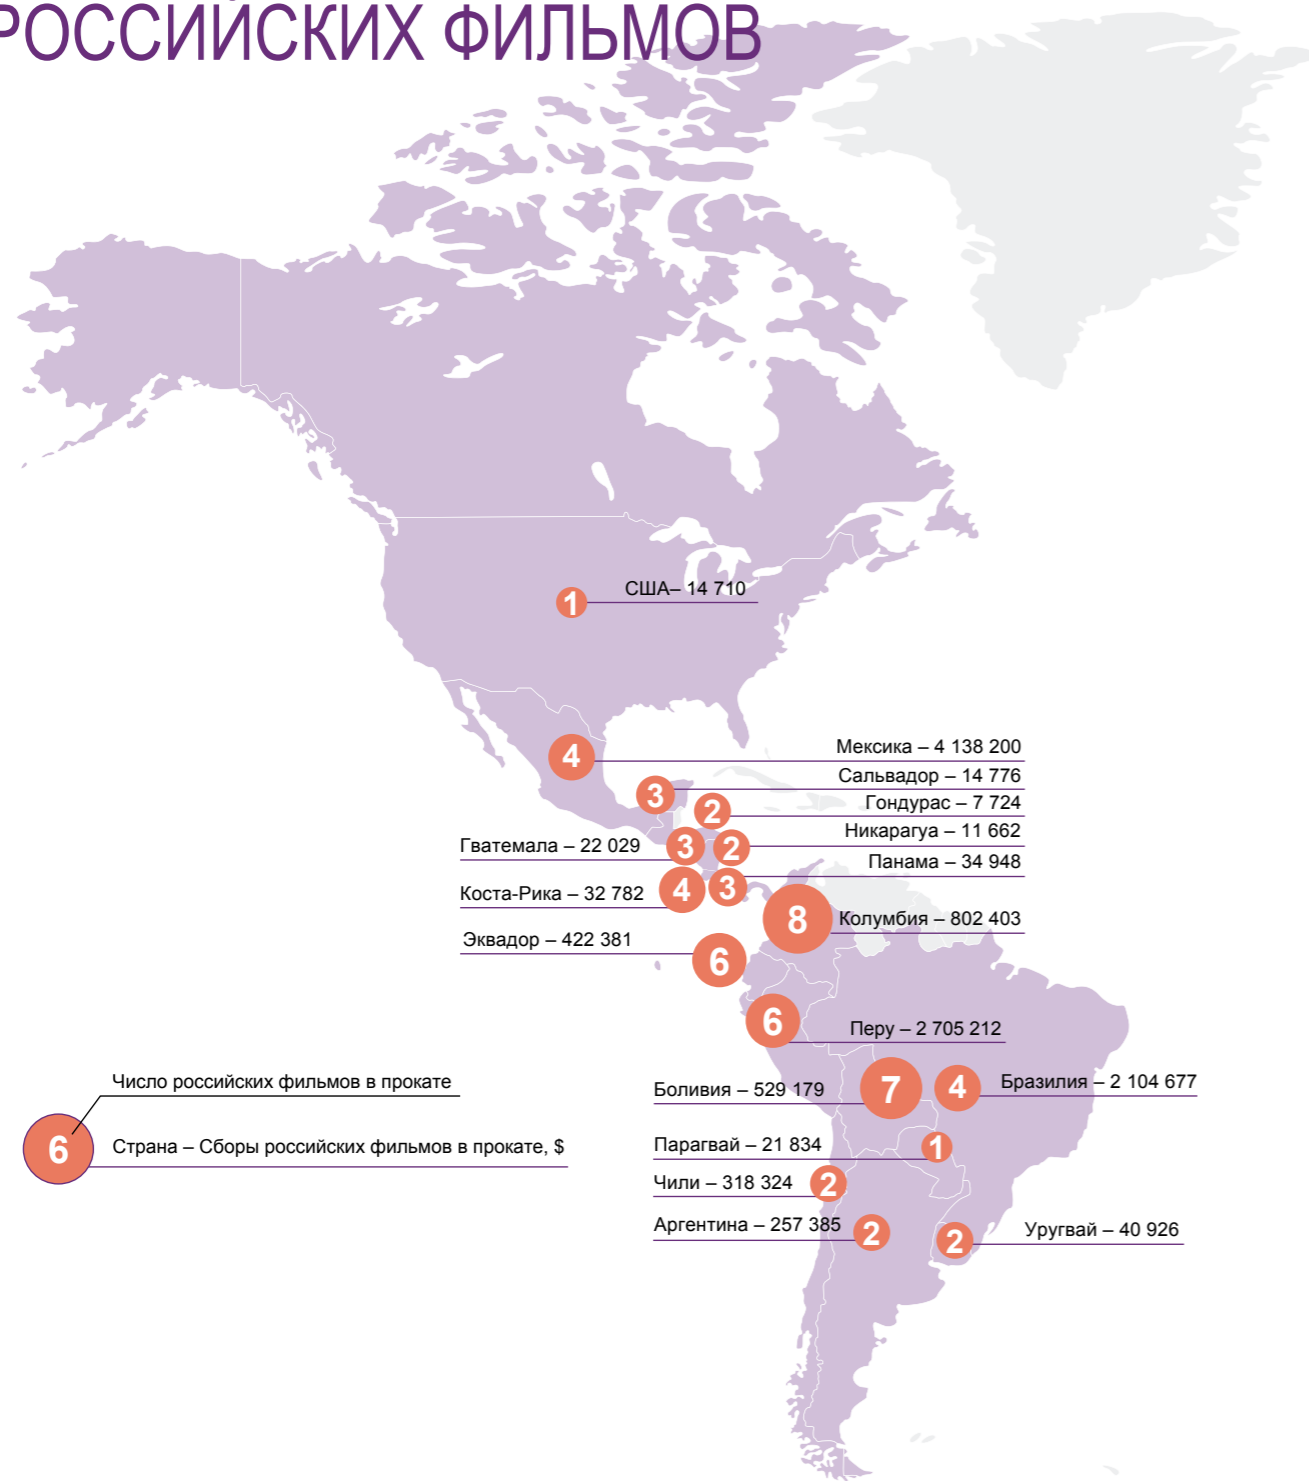 РОССИЙСКИХ ФИЛЬМОВ
1
США– 14 710
4
Мексика – 4 138 200
3
Сальвадор – 14 776
2
Гондурас – 7 724
Гватемала – 22 029
3
2
Никарагуа – 11 662
Коста-Рика – 32 782
4
3
Панама – 34 948
8
Колумбия – 802 403
Эквадор – 422 381
6
6
Перу – 2 705 212
Боливия – 529 179
7
4
Бразилия – 2 104 677
Парагвай – 21 834
1
Чили – 318 324
2
Аргентина – 257 385
2
2
Уругвай – 40 926
Число российских фильмов в прокате
6
Страна – Сборы российских фильмов в прокате, $